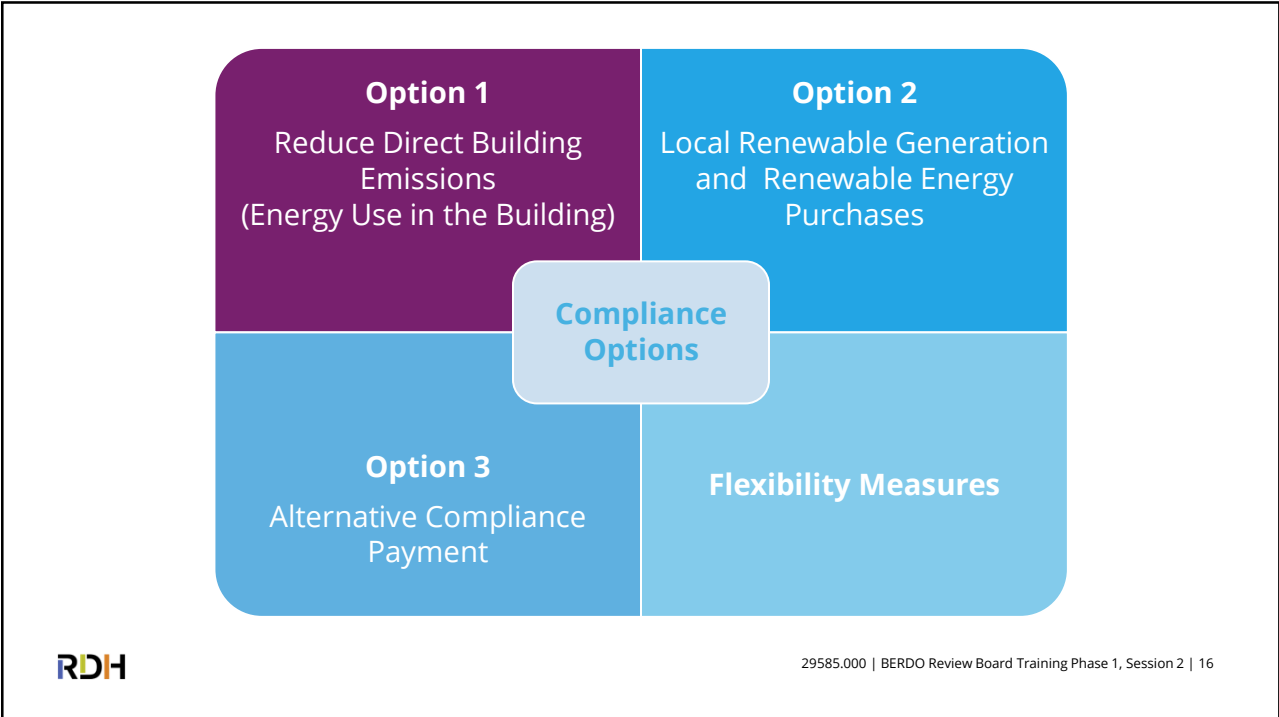 Option 1
Reduce Direct Building
Emissions
(Energy Use in the Building)
Option 2
Local Renewable Generation
and  Renewable Energy
Purchases
Compliance
Options
Option 3
Alternative Compliance
Payment
Flexibility Measures
RDH
29585.000 | BERDO Review Board Training Phase 1, Session 2 | 16